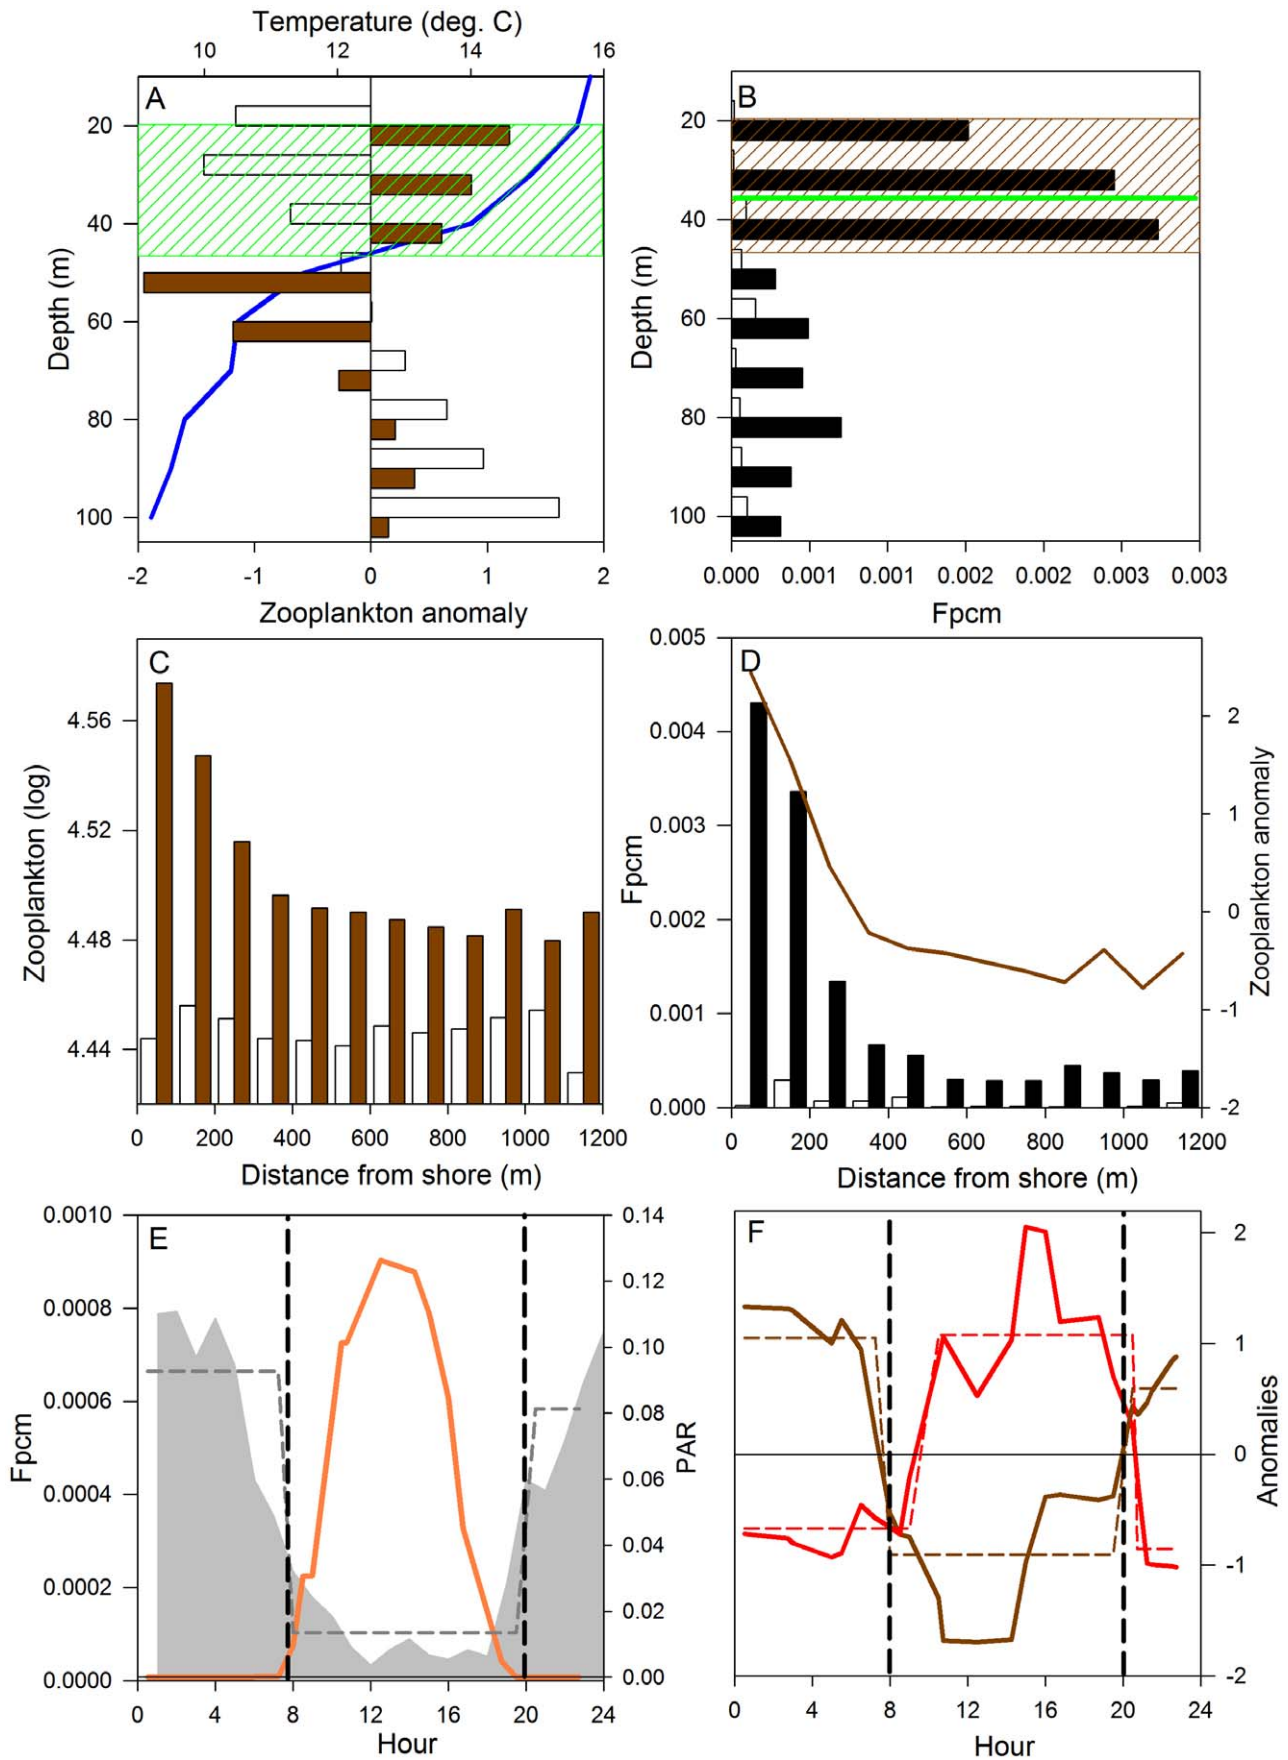 Temperature (deg. C)
10 12 14 16
A
20
40
60
80
100
Depth (m)
-2 -1 0 1 2
Zooplankton anomaly
B
20
40
60
80
100
Depth (m)
0.000 0.001 0.001 0.002 0.002 0.003 0.003
Fpcm
C
4.56
4.52
4.48
4.44
Zooplankton (log)
0 200 400 600 800 1000 1200
Distance from shore (m)
D
0.005
0.004
0.003
0.002
0.001
0.000
Fpcm
2
1
0
-1
-2
Zooplankton anomaly
0 200 400 600 800 1000 1200
Distance from shore (m)
E
0.0010
0.0008
0.0006
0.0004
0.0002
0.0000
Fpcm
0.14
0.12
0.10
0.08
0.06
0.04
0.02
0.00
PAR
0 4 8 12 16 20 24
Hour
F
2
1
0
-1
-2
Anomalies
0 4 8 12 16 20 24
Hour